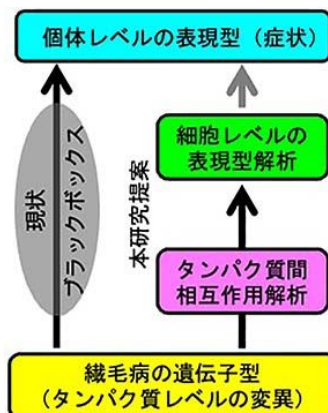 個体レベルの表現型（症状）
現状
ブラックボックス
本研究提案
細胞レベルの
表現型解析
タンパク質間
相互作用解析
繊毛病の遺伝子型
（タンパク質レベルの変異）